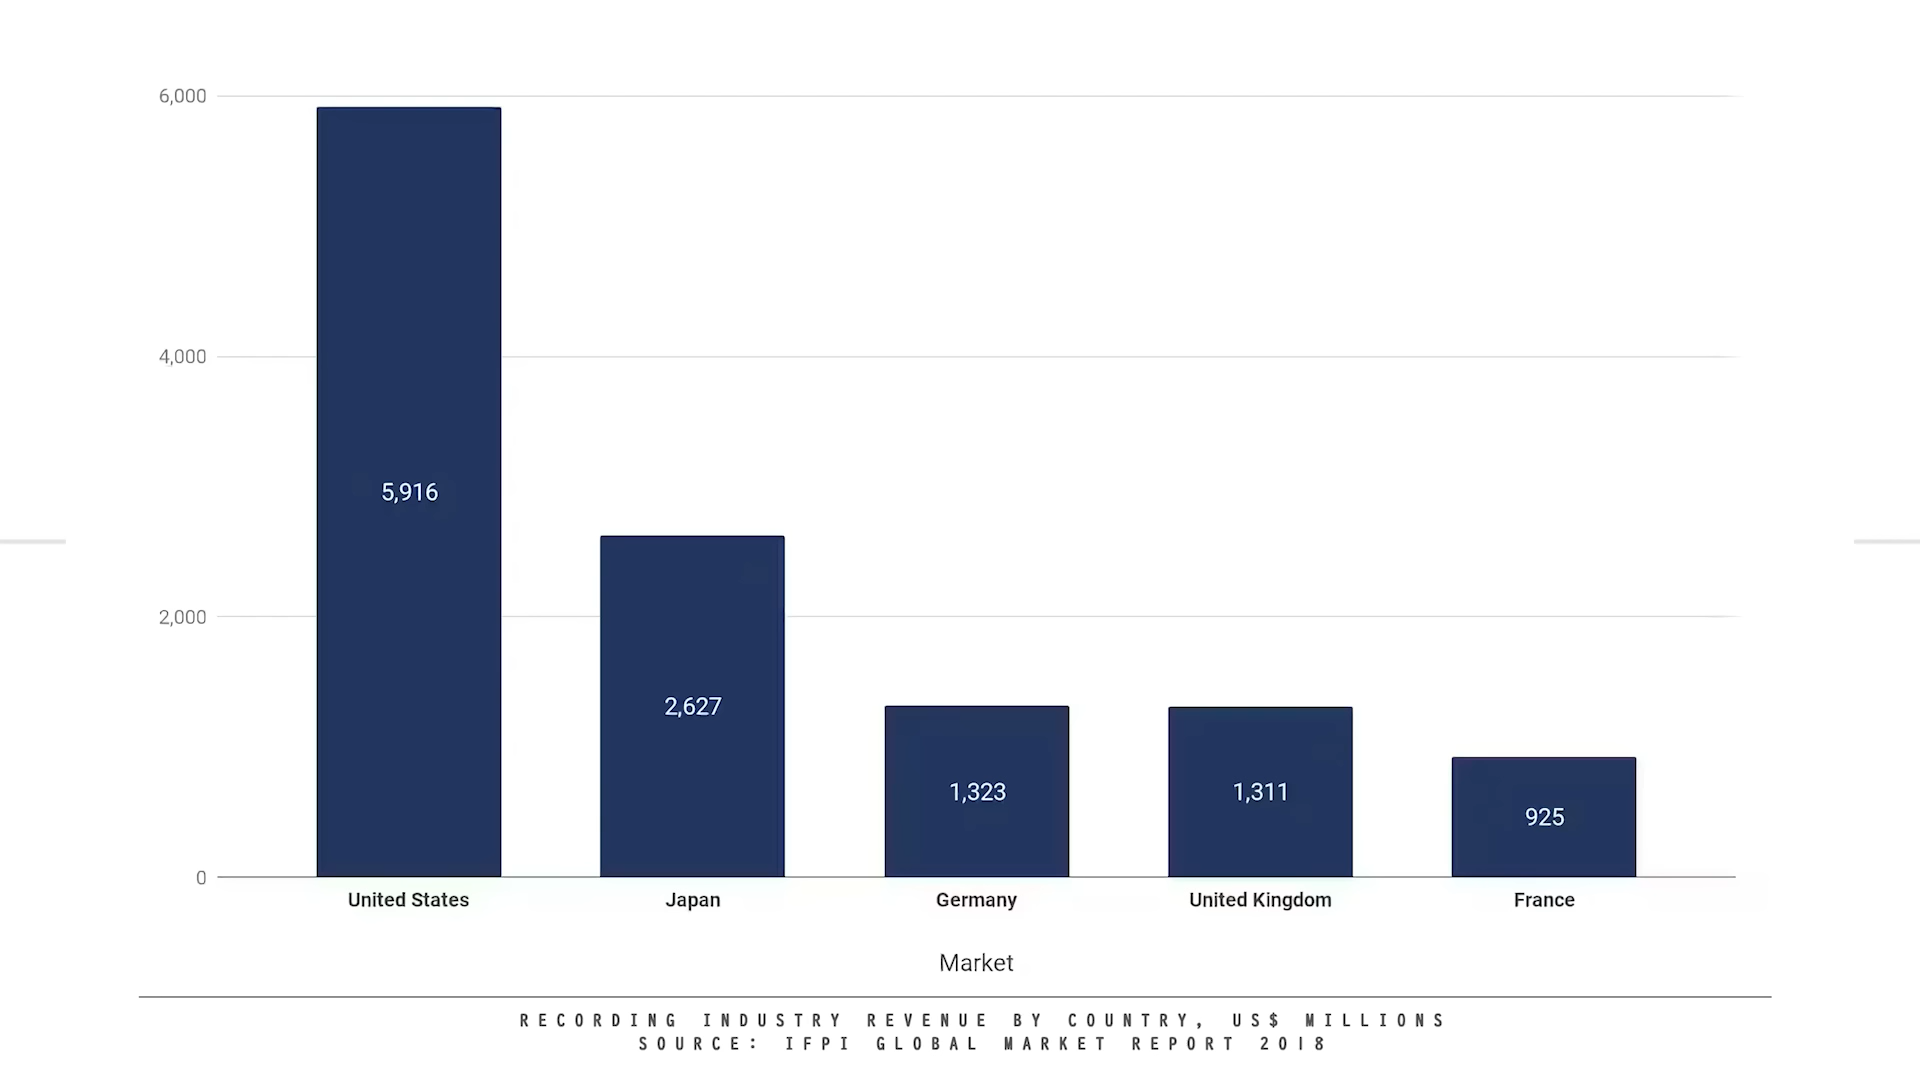 6,000
4,000
2,000
0
5,916
2,627
1,323
1,311
925
United States
Japan
Germany
United Kingdom
France
Market
RECORDING INDUSTRY REVENUE BY COUNTRY, US$ MILLIONS
SOURCE: IFPI GLOBAL MARKET REPORT 2018